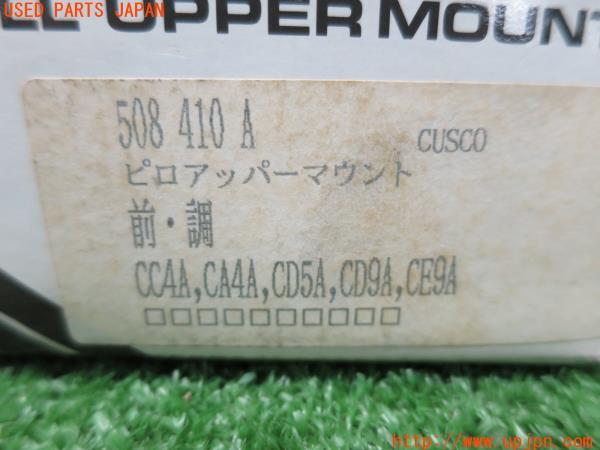 USED PARTS JAPAN
UPPER MOUNT
508 410 A
CUSCO
ピロアッパーマウント
前・調
CC4A,CA4A,CD5A,CD9A,CE9A
□□□□□□□□□□
http://www.upjpn.com/